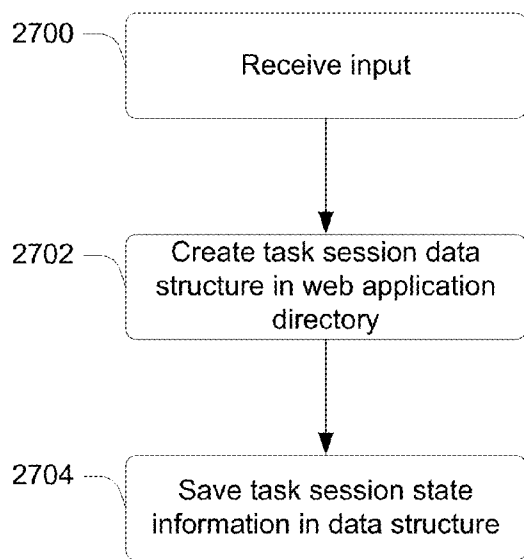 2700
Receive input
2702
Create task session data
structure in web application
directory
2704
Save task session state
information in data structure